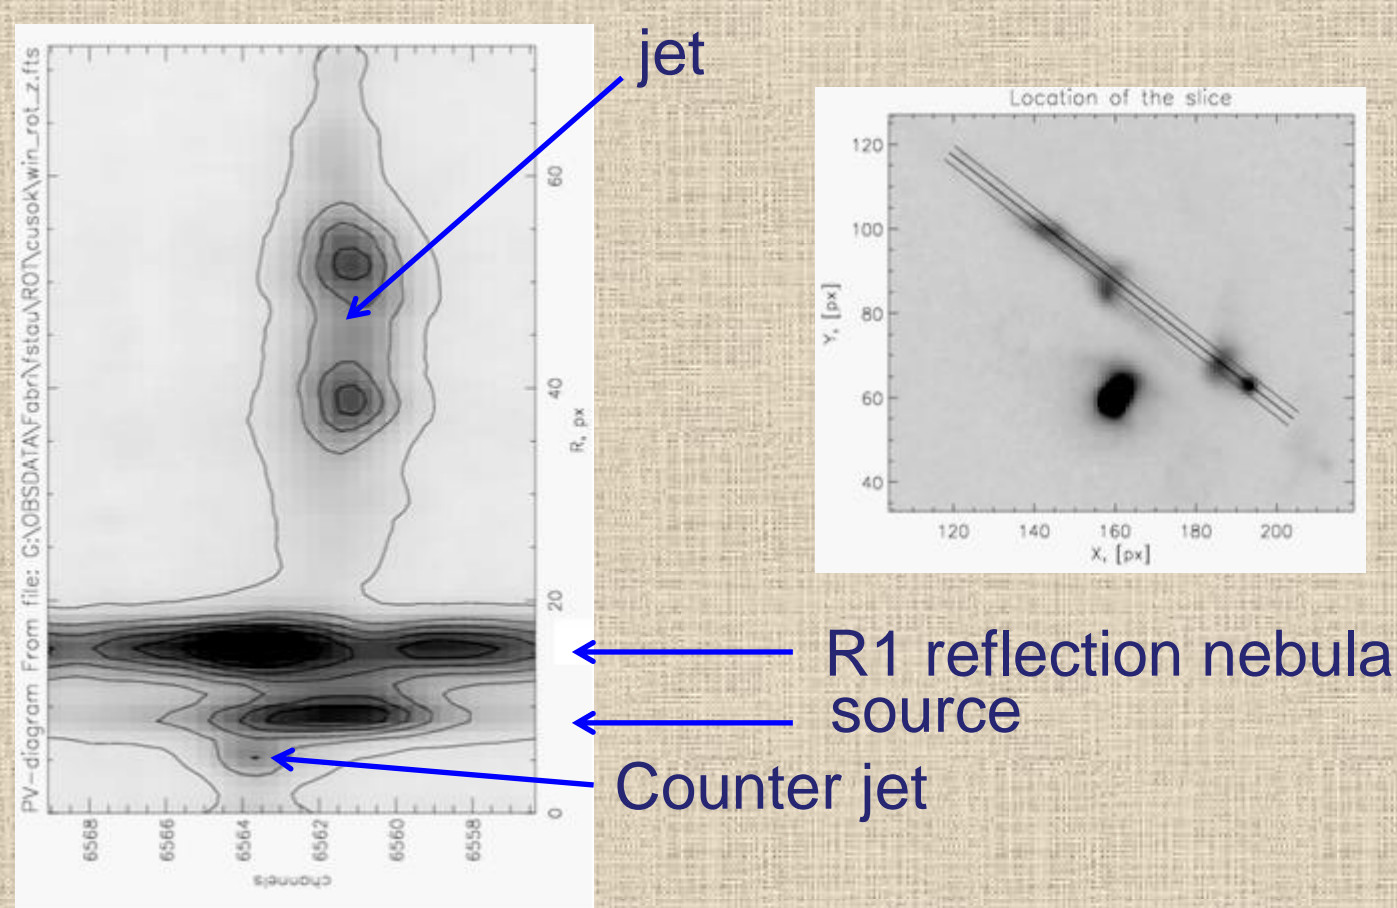 PV-diagram From file: G:\OBSDATA\Fabri\fstau\ROT\cusok\win_rot_z.fts
60
40
20
0
R, px
6568 6566 6564 6562 6560 6558
channels
jet
Location of the slice
120
100
80
60
40
Y, [px]
120 140 160 180 200
X, [px]
R1 reflection nebula
source
Counter jet